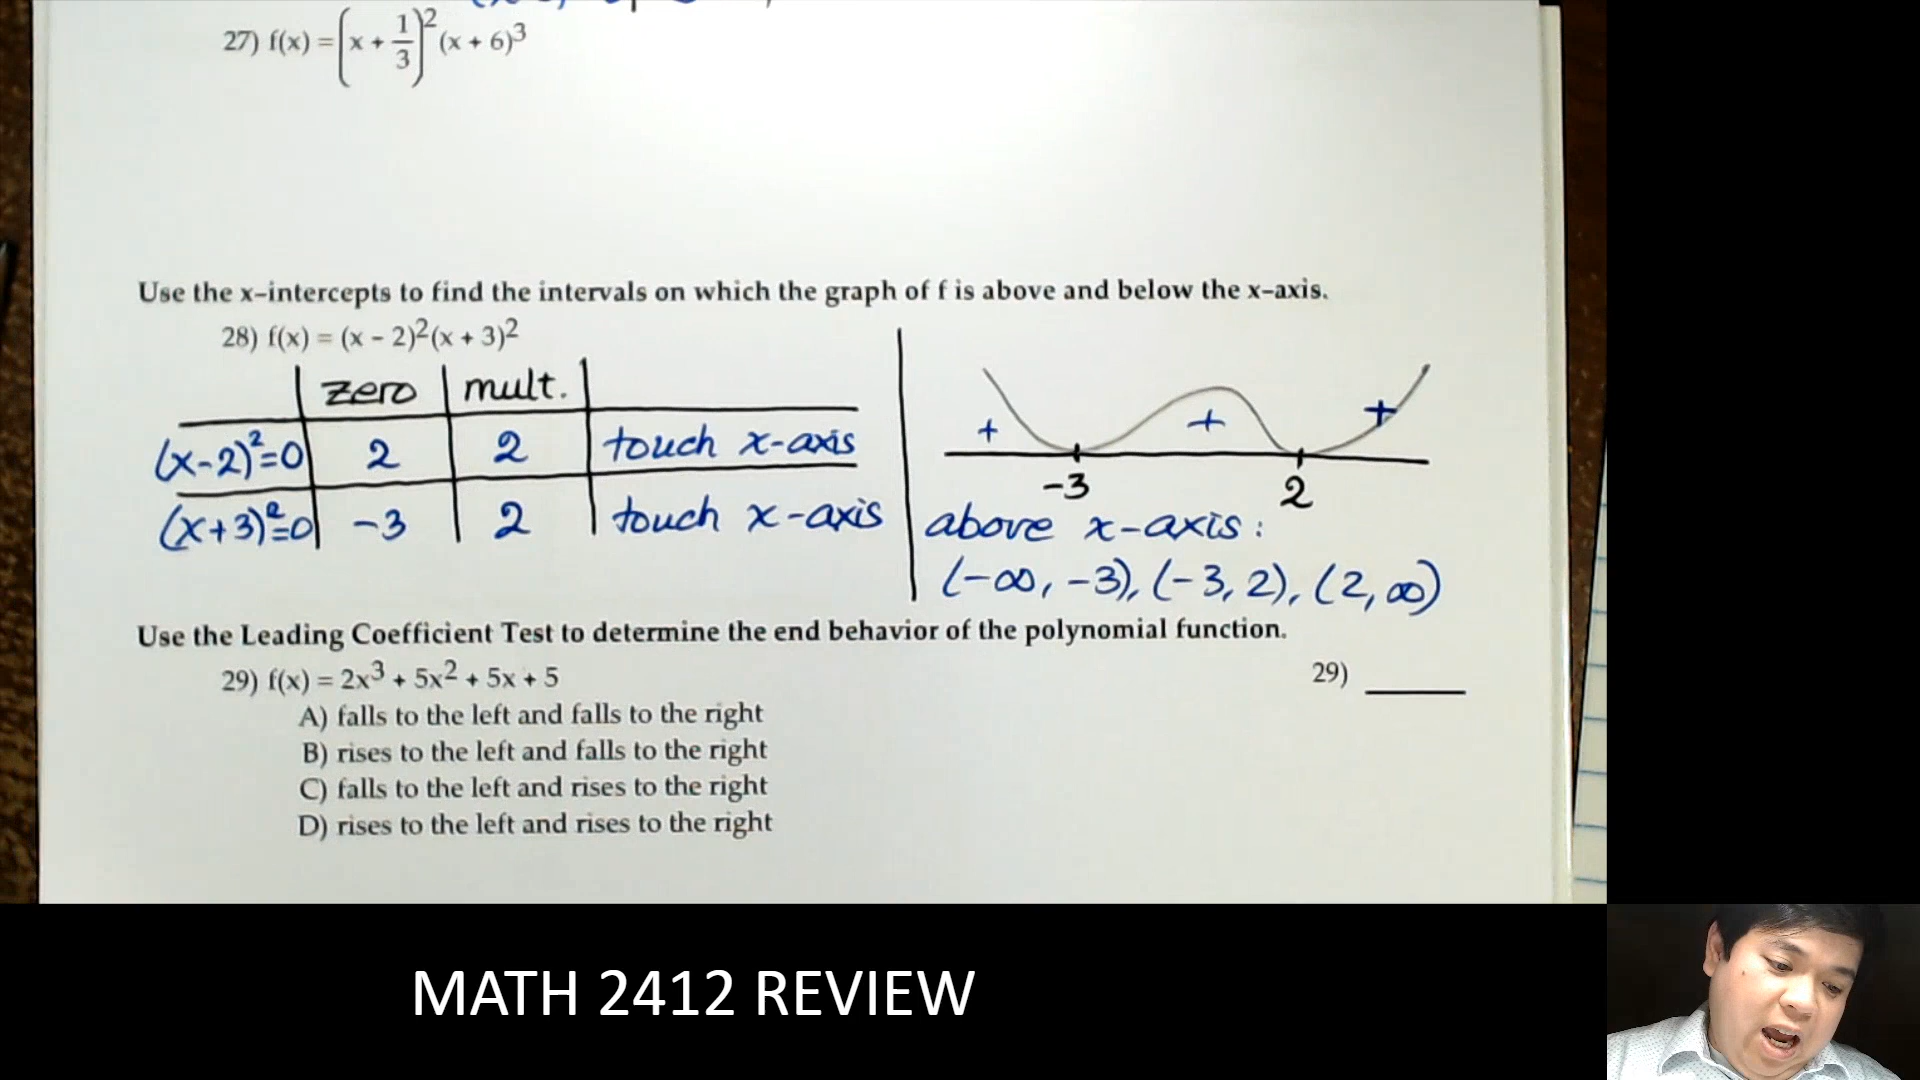 27) f(x) = (x + 1/3)² (x + 6)³
Use the x-intercepts to find the intervals on which the graph of f is above and below the x-axis.
28) f(x) = (x - 2)²(x + 3)²
zero mult.
(x-2)²=0 2 2 touch x-axis
(x+3)²=0 -3 2 touch x-axis
+ + +
-3 2
above x-axis:
(-∞, -3), (-3, 2), (2, ∞)
Use the Leading Coefficient Test to determine the end behavior of the polynomial function.
29) f(x) = 2x³ + 5x² + 5x + 5
29) ______
A) falls to the left and falls to the right
B) rises to the left and falls to the right
C) falls to the left and rises to the right
D) rises to the left and rises to the right
MATH 2412 REVIEW